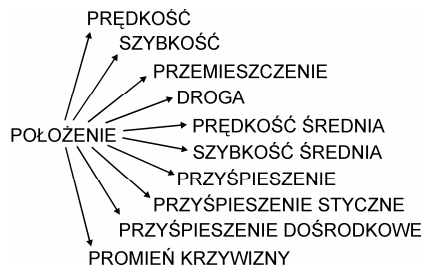 PRĘDKOŚĆ
SZYBKOŚĆ
PRZEMIESZCZENIE
DROGA
POŁOŻENIE
PRĘDKOŚĆ ŚREDNIA
SZYBKOŚĆ ŚREDNIA
PRZYŚPIESZENIE
PRZYŚPIESZENIE STYCZNE
PRZYŚPIESZENIE DOŚRODKOWE
PROMIEŃ KRZYWIZNY